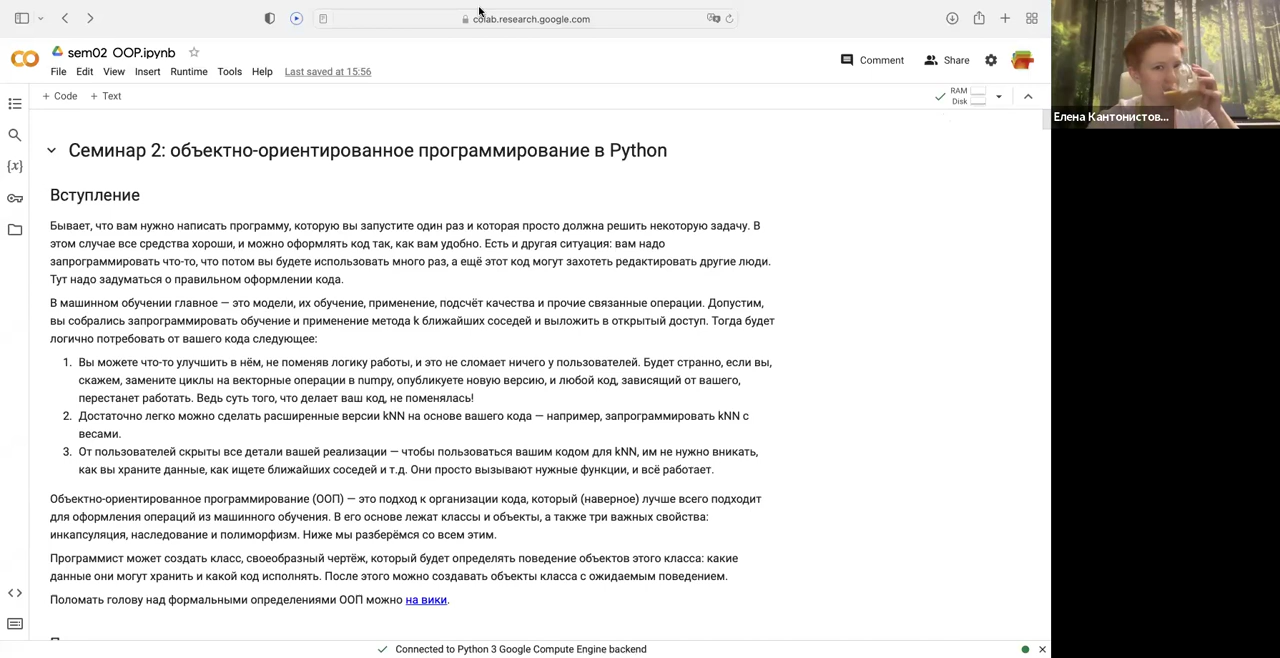 colab.research.google.com
sem02_OOP.ipynb
File Edit View Insert Runtime Tools Help Last saved at 15:56
Comment Share
+ Code + Text
RAM
Disk
Семинар 2: объектно-ориентированное программирование в Python
Вступление
Бывает, что вам нужно написать программу, которую вы запустите один раз и которая просто должна решить некоторую задачу. В
этом случае все средства хороши, и можно оформлять код так, как вам удобно. Есть и другая ситуация: вам надо
запрограммировать что-то, что потом вы будете использовать много раз, а ещё этот код могут захотеть редактировать другие люди.
Тут надо задуматься о правильном оформлении кода.
В машинном обучении главное — это модели, их обучение, применение, подсчёт качества и прочие связанные операции. Допустим,
вы собрались запрограммировать обучение и применение метода k ближайших соседей и выложить в открытый доступ. Тогда будет
логично потребовать от вашего кода следующее:
1. Вы можете что-то улучшить в нём, не поменяв логику работы, и это не сломает ничего у пользователей. Будет странно, если вы,
скажем, замените циклы на векторные операции в numpy, опубликуете новую версию, и любой код, зависящий от вашего,
перестанет работать. Ведь суть того, что делает ваш код, не поменялась!
2. Достаточно легко можно сделать расширенные версии kNN на основе вашего кода — например, запрограммировать kNN с
весами.
3. От пользователей скрыты все детали вашей реализации — чтобы пользоваться вашим кодом для kNN, им не нужно вникать,
как вы храните данные, как ищете ближайших соседей и т.д. Они просто вызывают нужные функции, и всё работает.
Объектно-ориентированное программирование (ООП) — это подход к организации кода, который (наверное) лучше всего подходит
для оформления операций из машинного обучения. В его основе лежат классы и объекты, а также три важных свойства:
инкапсуляция, наследование и полиморфизм. Ниже мы разберёмся со всем этим.
Программист может создать класс, своеобразный чертёж, который будет определять поведение объектов этого класса: какие
данные они могут хранить и какой код исполнять. После этого можно создавать объекты класса с ожидаемым поведением.
Поломать голову над формальными определениями ООП можно на вики.
Connected to Python 3 Google Compute Engine backend
Елена Кантонистов...